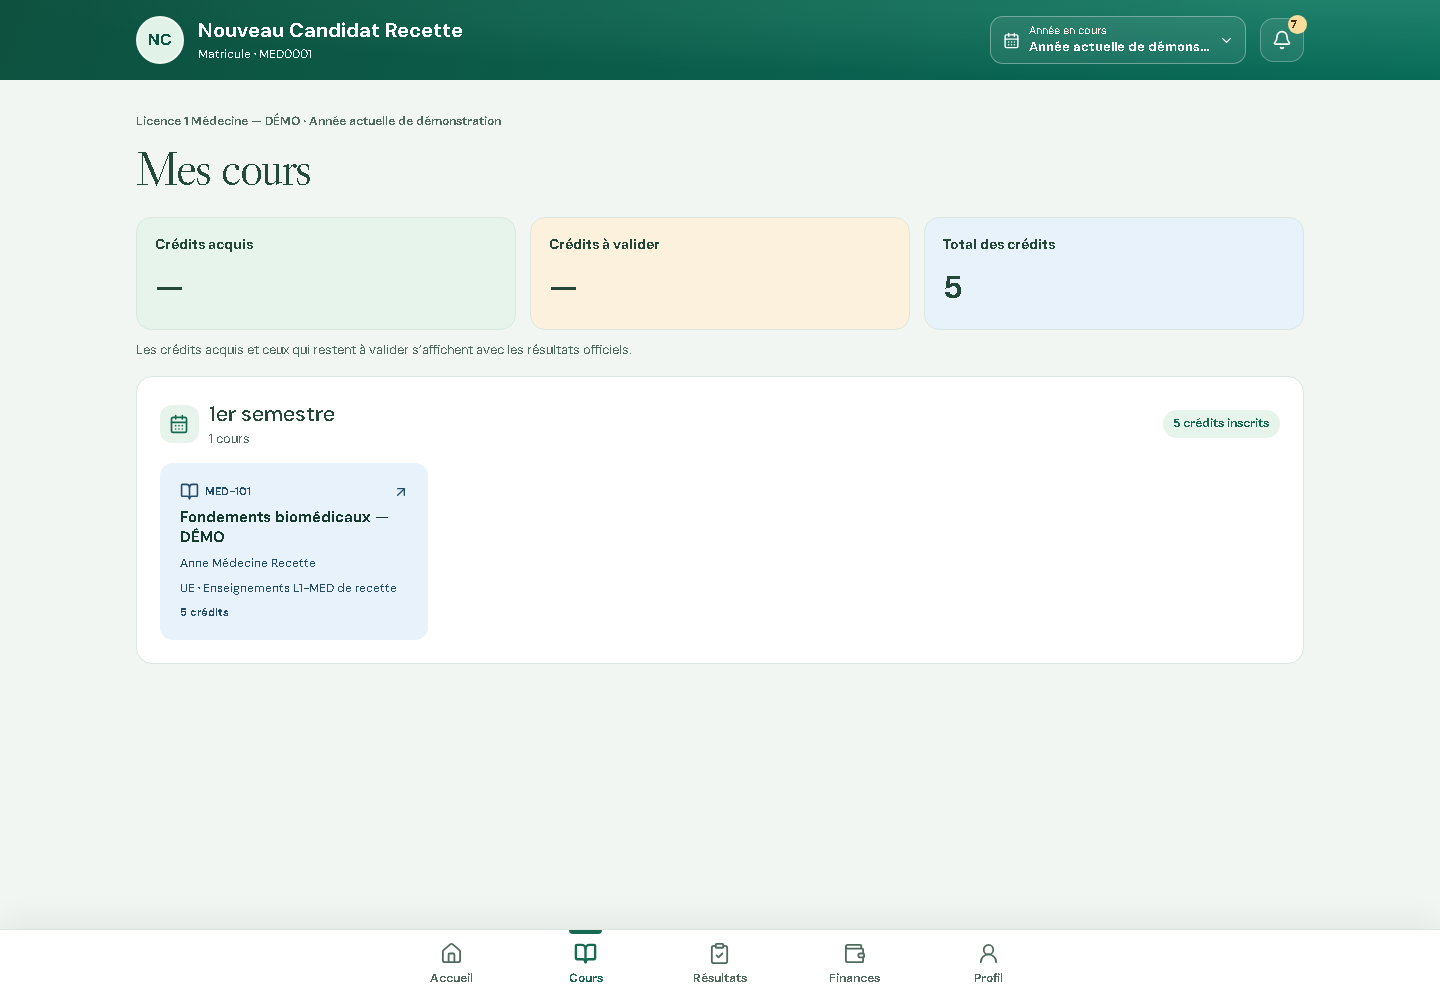 NC
Nouveau Candidat Recette
Matricule · MED0001
Année en cours
Année actuelle de démons...
7
Licence 1 Médecine — DÉMO · Année actuelle de démonstration
Mes cours
Crédits acquis
—
Crédits à valider
—
Total des crédits
5
Les crédits acquis et ceux qui restent à valider s’affichent avec les résultats officiels.
1er semestre
1 cours
5 crédits inscrits
MED-101
Fondements biomédicaux —
DÉMO
Anne Médecine Recette
UE · Enseignements L1-MED de recette
5 crédits
Accueil
Cours
Résultats
Finances
Profil